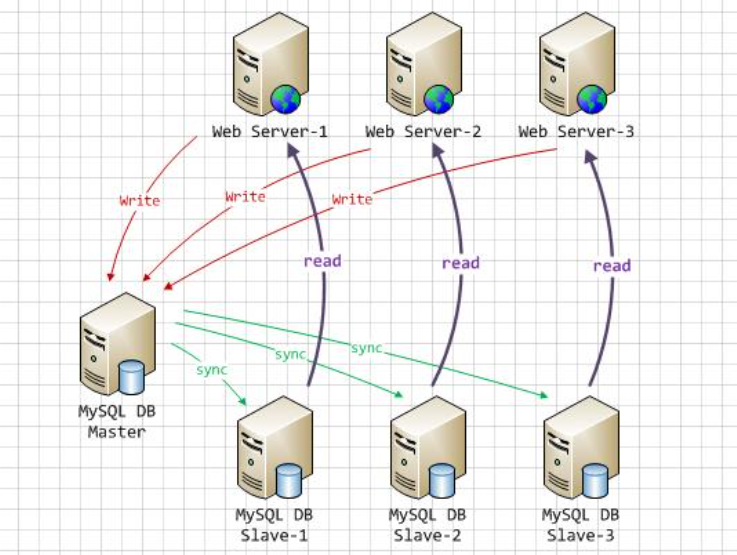 Web Server-1
Web Server-2
Web Server-3
Write
Write
Write
read
read
read
sync
sync
sync
MySQL DB
Master
MySQL DB
Slave-1
MySQL DB
Slave-2
MySQL DB
Slave-3